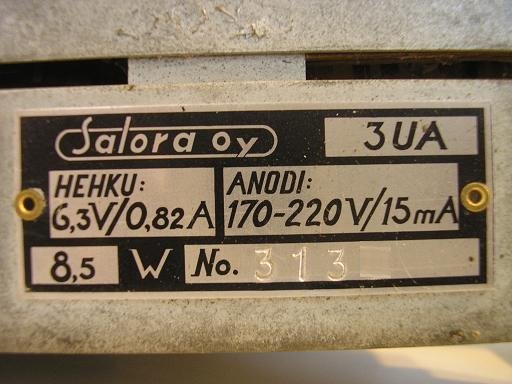 Salora oy 3UA
HEHKU: ANODI:
6,3V/0,82A 170-220V/15mA
8,5 W No. 313